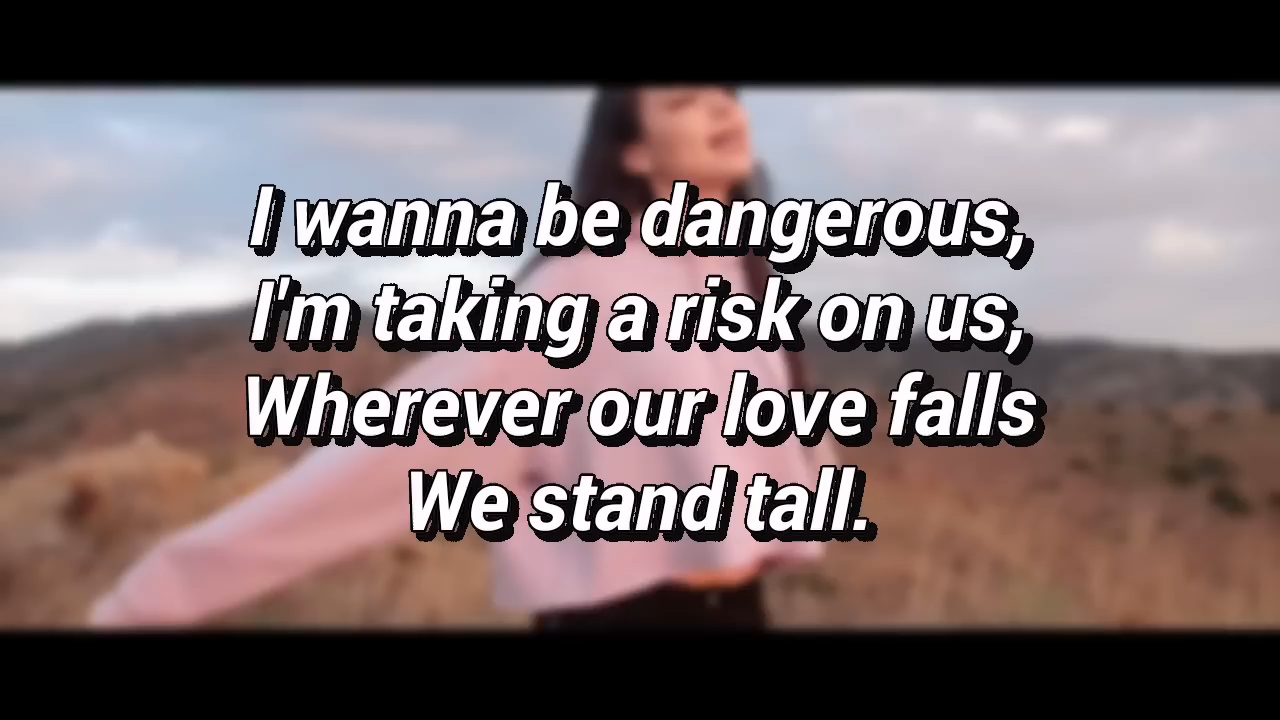 I wanna be dangerous,
I'm taking a risk on us,
Wherever our love falls
We stand tall.